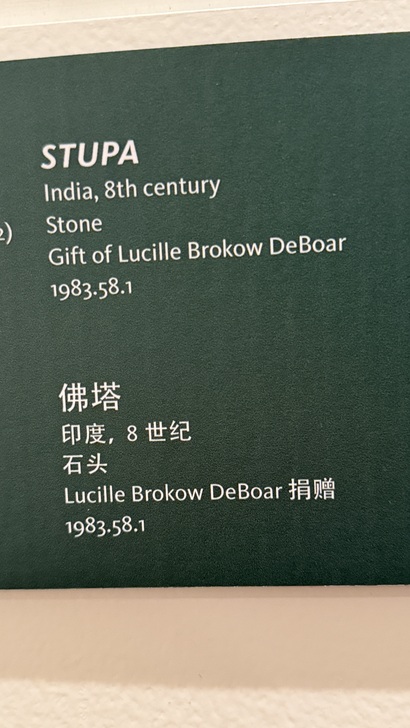 STUPA
India, 8th century
2)
Stone
Gift of Lucille Brokow DeBoar
1983.58.1
佛塔
印度, 8 世纪
石头
Lucille Brokow DeBoar 捐赠
1983.58.1